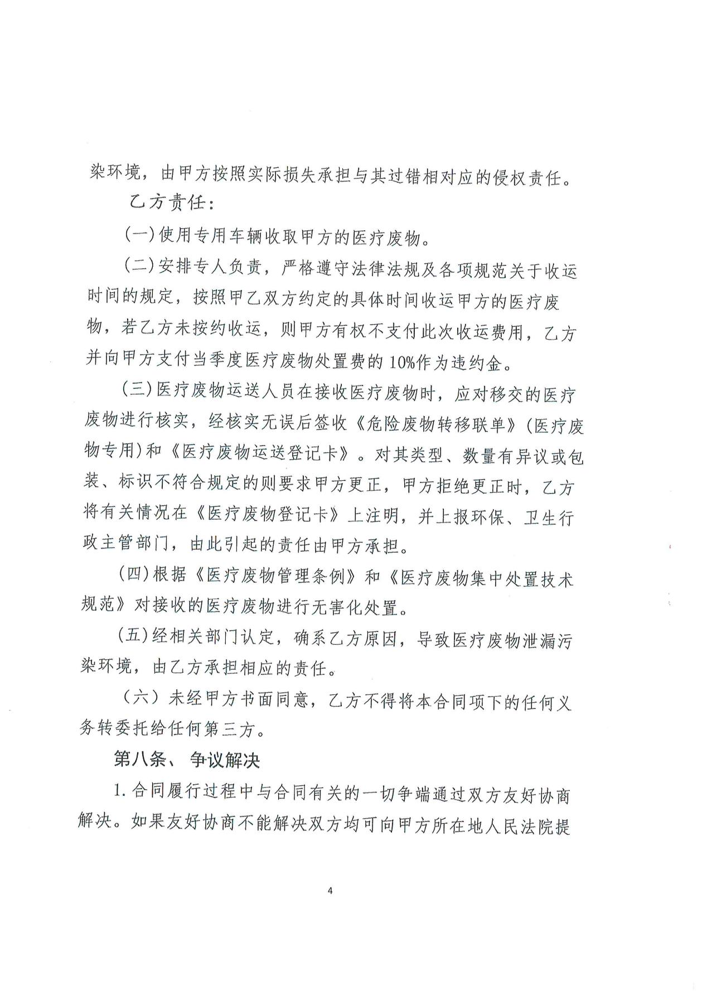 染环境，由甲方按照实际损失承担与其过错相对应的侵权责任。
乙方责任：
(一)使用专用车辆收取甲方的医疗废物。
(二)安排专人负责，严格遵守法律法规及各项规范关于收运
时间的规定，按照甲乙双方约定的具体时间收运甲方的医疗废
物，若乙方未按约收运，则甲方有权不支付此次收运费用，乙方
并向甲方支付当季度医疗废物处置费的 10%作为违约金。
(三)医疗废物运送人员在接收医疗废物时，应对移交的医疗
废物进行核实，经核实无误后签收《危险废物转移联单》(医疗废
物专用)和《医疗废物运送登记卡》。对其类型、数量有异议或包
装、标识不符合规定的则要求甲方更正，甲方拒绝更正时，乙方
将有关情况在《医疗废物登记卡》上注明，并上报环保、卫生行
政主管部门，由此引起的责任由甲方承担。
(四)根据《医疗废物管理条例》和《医疗废物集中处置技术
规范》对接收的医疗废物进行无害化处置。
(五)经相关部门认定，确系乙方原因，导致医疗废物泄漏污
染环境，由乙方承担相应的责任。
（六）未经甲方书面同意，乙方不得将本合同项下的任何义
务转委托给任何第三方。
第八条、 争议解决
1.合同履行过程中与合同有关的一切争端通过双方友好协商
解决。如果友好协商不能解决双方均可向甲方所在地人民法院提
4